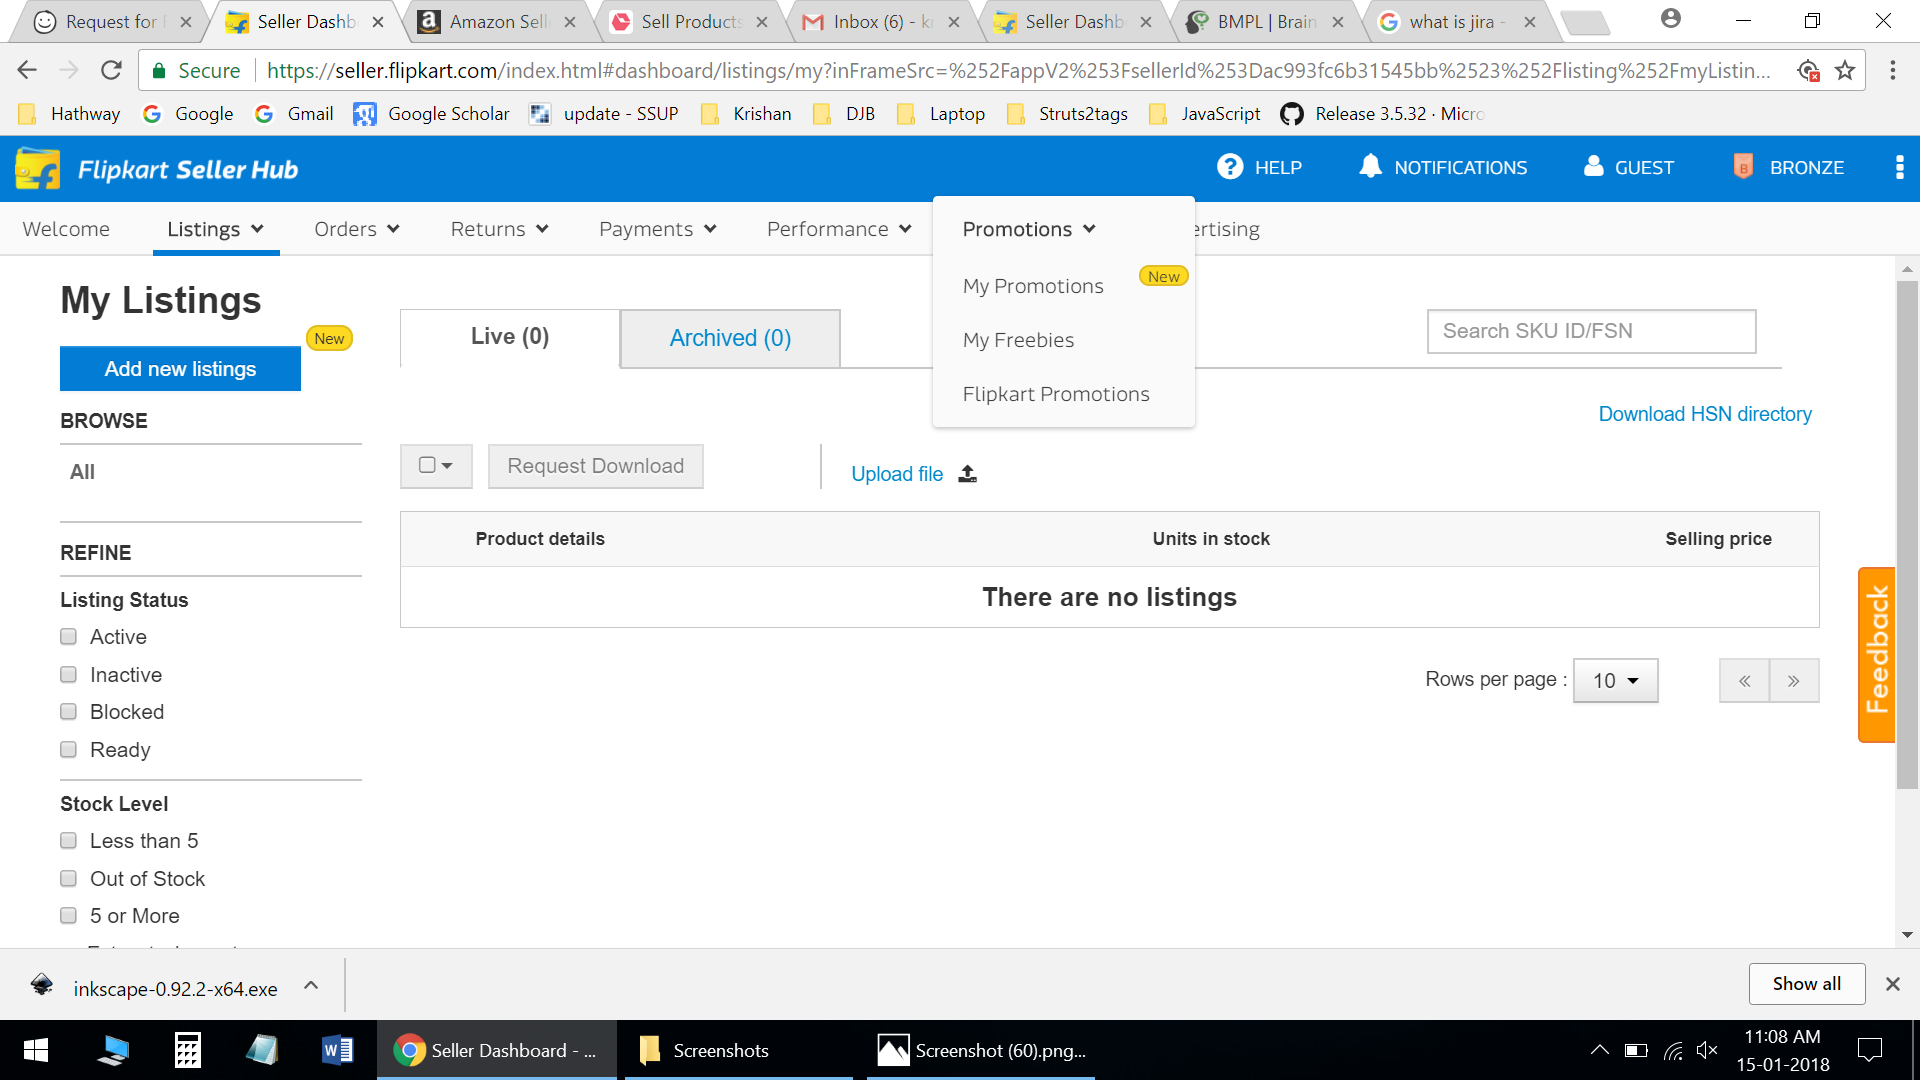 Request for
Seller Dashb
Amazon Sell
Sell Products
Inbox (6) - k
Seller Dashb
BMPL | Brain
what is jira -
Secure
https://seller.flipkart.com/index.html#dashboard/listings/my?inFrameSrc=%252FappV2%253FsellerId%253Dac993fc6b31545bb%2523%252Flisting%252FmyListin...
Hathway
Google
Gmail
Google Scholar
update - SSUP
Krishan
DJB
Laptop
Struts2tags
JavaScript
Release 3.5.32 · Micro
Flipkart Seller Hub
HELP
NOTIFICATIONS
GUEST
B
BRONZE
Welcome
Listings
Orders
Returns
Payments
Performance
Promotions
ertising
My Promotions
New
My Freebies
Flipkart Promotions
My Listings
New
Add new listings
Live (0)
Archived (0)
Search SKU ID/FSN
Download HSN directory
BROWSE
All
Request Download
Upload file
Product details
Units in stock
Selling price
There are no listings
REFINE
Listing Status
Active
Inactive
Blocked
Ready
Rows per page :
10
Feedback
Stock Level
Less than 5
Out of Stock
5 or More
inkscape-0.92.2-x64.exe
Show all
Seller Dashboard - ...
Screenshots
Screenshot (60).png...
11:08 AM
15-01-2018